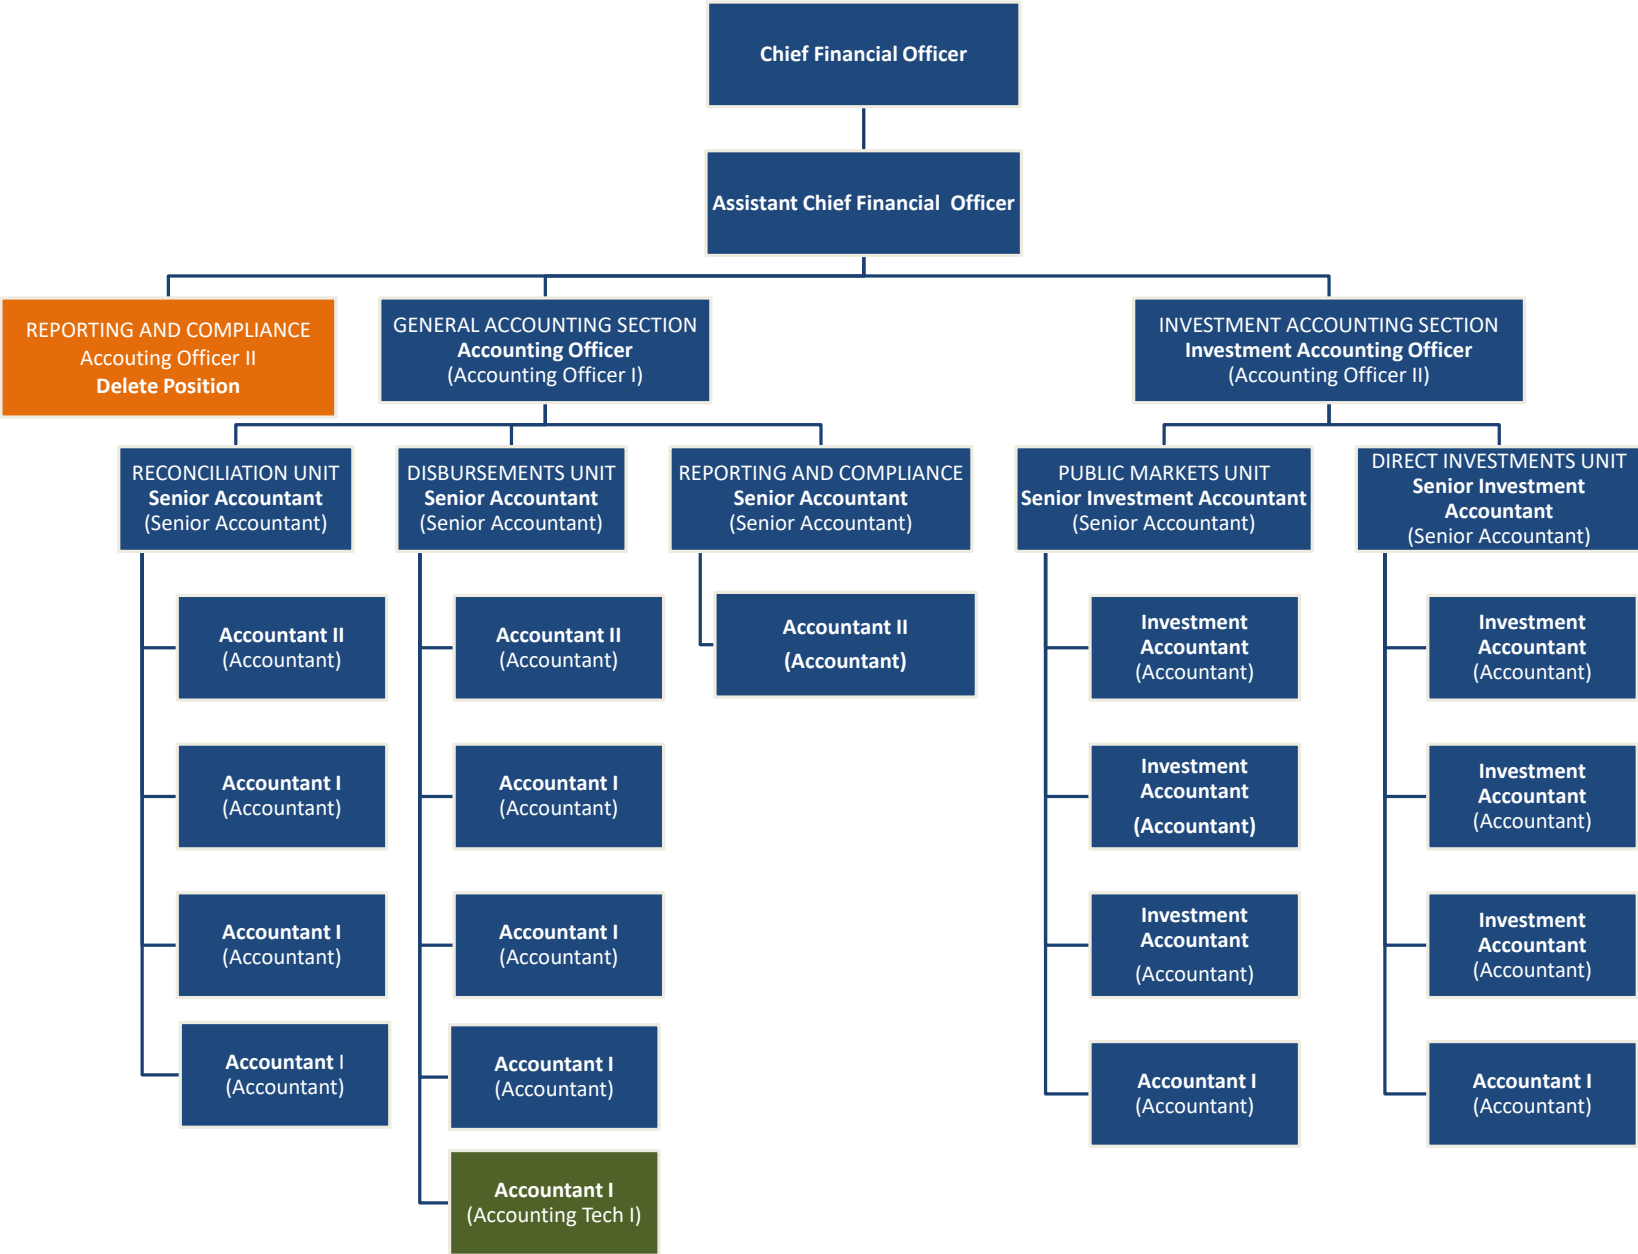 Chief Financial Officer
Assistant Chief Financial Officer
REPORTING AND COMPLIANCE
Accouting Officer II
Delete Position
GENERAL ACCOUNTING SECTION
Accounting Officer
(Accounting Officer I)
INVESTMENT ACCOUNTING SECTION
Investment Accounting Officer
(Accounting Officer II)
RECONCILIATION UNIT
Senior Accountant
(Senior Accountant)
DISBURSEMENTS UNIT
Senior Accountant
(Senior Accountant)
REPORTING AND COMPLIANCE
Senior Accountant
(Senior Accountant)
PUBLIC MARKETS UNIT
Senior Investment Accountant
(Senior Accountant)
DIRECT INVESTMENTS UNIT
Senior Investment
Accountant
(Senior Accountant)
Accountant II
(Accountant)
Accountant II
(Accountant)
Accountant II
(Accountant)
Investment
Accountant
(Accountant)
Investment
Accountant
(Accountant)
Accountant I
(Accountant)
Accountant I
(Accountant)
Investment
Accountant
(Accountant)
Investment
Accountant
(Accountant)
Accountant I
(Accountant)
Accountant I
(Accountant)
Investment
Accountant
(Accountant)
Investment
Accountant
(Accountant)
Accountant I
(Accountant)
Accountant I
(Accountant)
Accountant I
(Accountant)
Accountant I
(Accountant)
Accountant I
(Accounting Tech I)